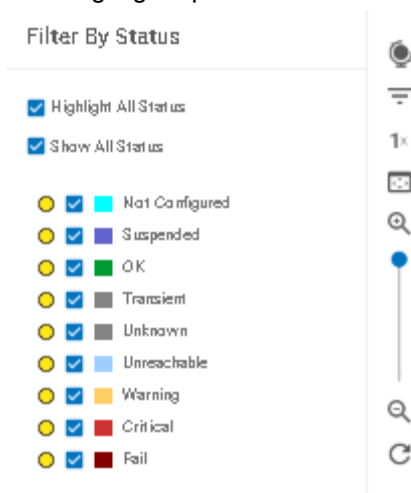 Filter By Status
Highlight All Status
Show All Status
Not Configured
Suspended
OK
Transient
Unknown
Unreachable
Warning
Critical
Fail
1x